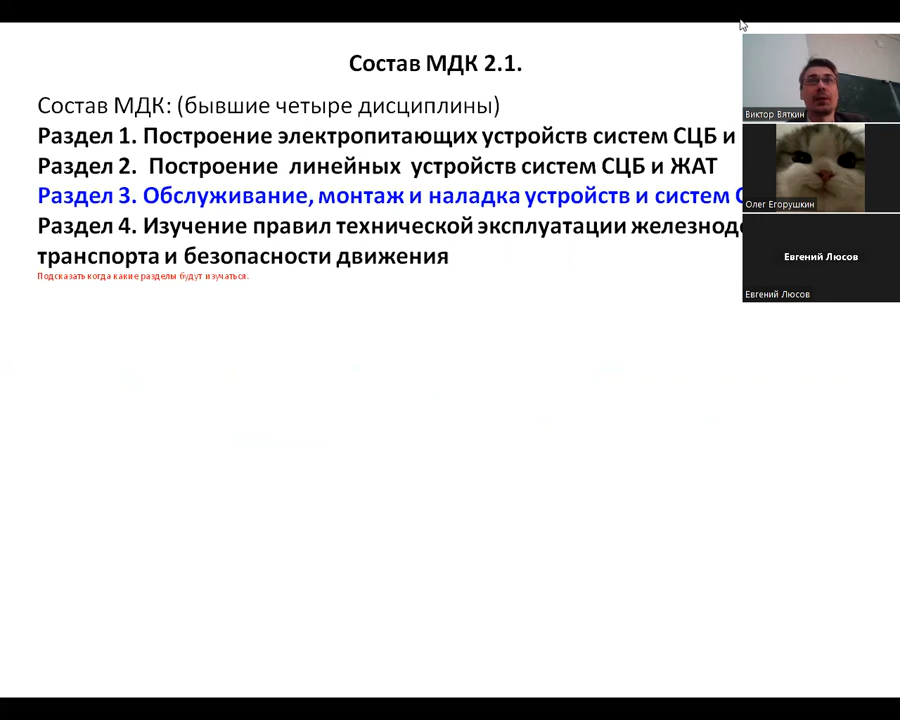 Состав МДК 2.1.
Состав МДК: (бывшие четыре дисциплины)
Раздел 1. Построение электропитающих устройств систем СЦБ и
Раздел 2. Построение линейных устройств систем СЦБ и ЖАТ
Раздел 3. Обслуживание, монтаж и наладка устройств и систем
Раздел 4. Изучение правил технической эксплуатации
транспорта и безопасности движения
Подсказать когда какие разделы будут изучаться.
Виктор Вяткин
Олег Егорушкин
Евгений Люсов
Евгений Люсов